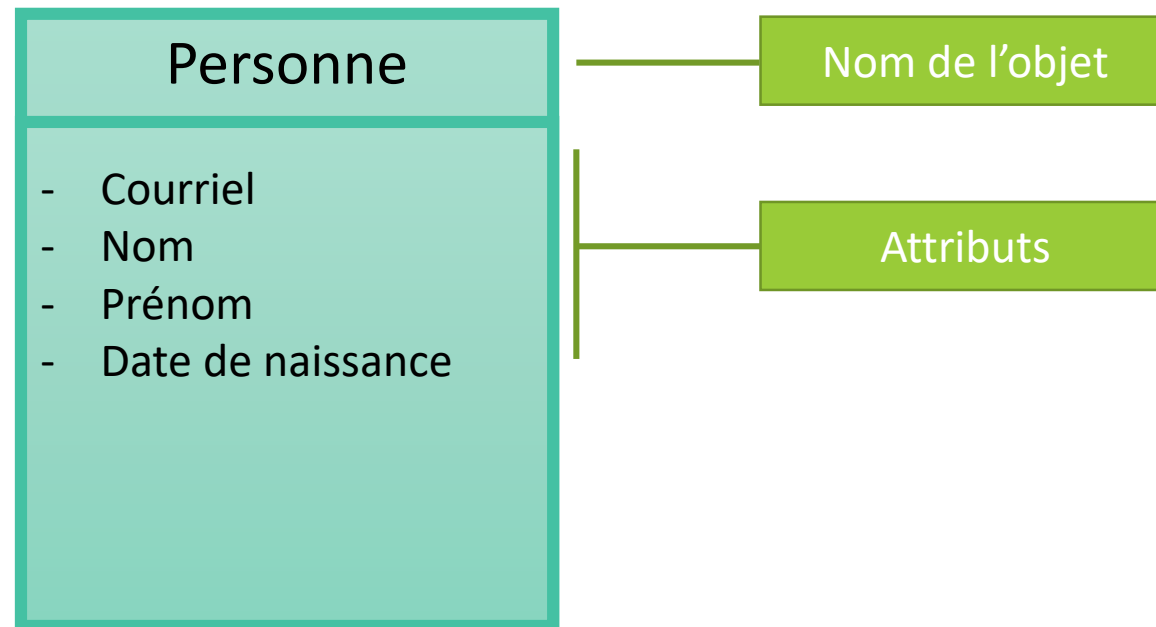 Personne
Nom de l’objet
- Courriel
- Nom
- Prénom
- Date de naissance
Attributs